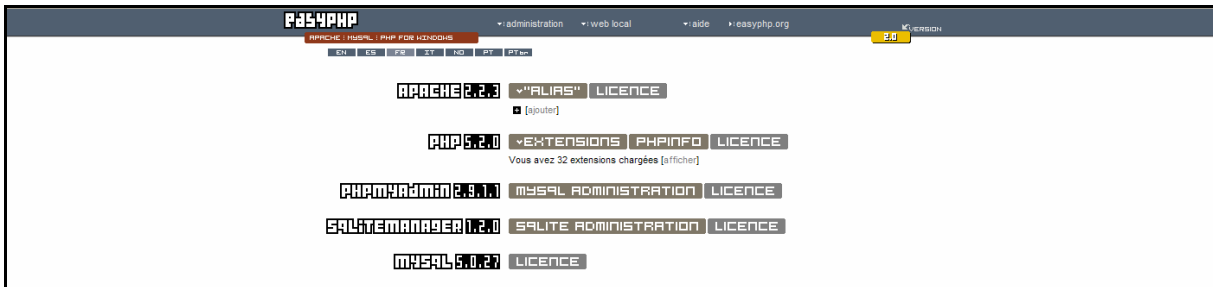 EASYPHP administration web local aide easyphp.org VERSION
APACHE : MYSQL : PHP FOR WINDOWS 2.0
EN ES FR IT NO PT PTbr
APACHE 2.2.3 "ALIAS" LICENCE
[ajouter]
PHP 5.2.0 EXTENSIONS PHPINFO LICENCE
Vous avez 32 extensions chargées [afficher]
PHPMYADMIN 2.9.1.1 MYSQL ADMINISTRATION LICENCE
SQLITEMANAGER 1.2.0 SQLITE ADMINISTRATION LICENCE
MYSQL 5.0.27 LICENCE